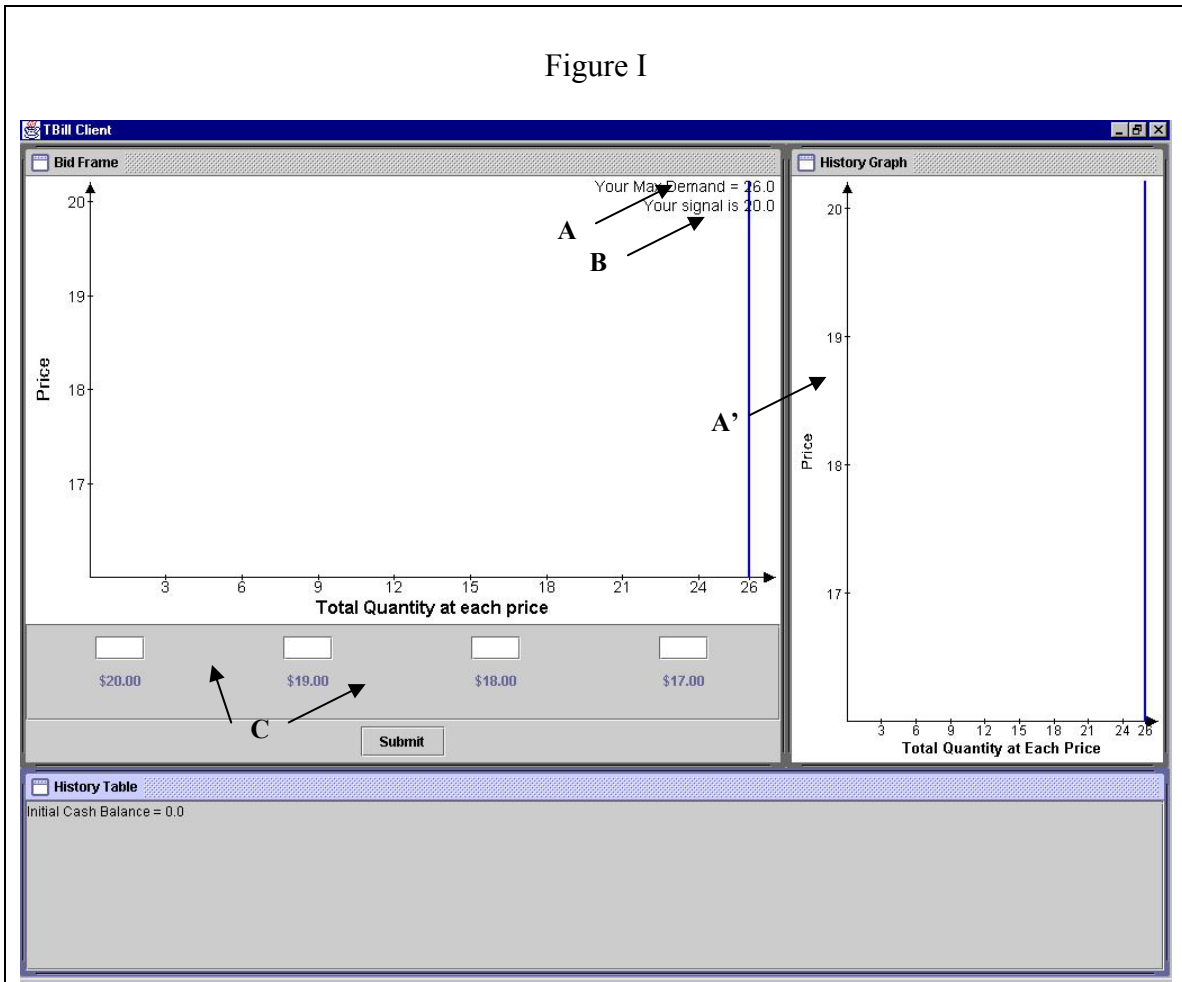 Figure I
TBill Client
Bid Frame
History Graph
Your Max Demand = 26.0
Your signal is 20.0
A
B
20
19
18
17
Price
3 6 9 12 15 18 21 24 26
Total Quantity at each price
A’
20
19
18
17
Price
3 6 9 12 15 18 21 24 26
Total Quantity at Each Price
$20.00 $19.00 $18.00 $17.00
C
Submit
History Table
Initial Cash Balance = 0.0